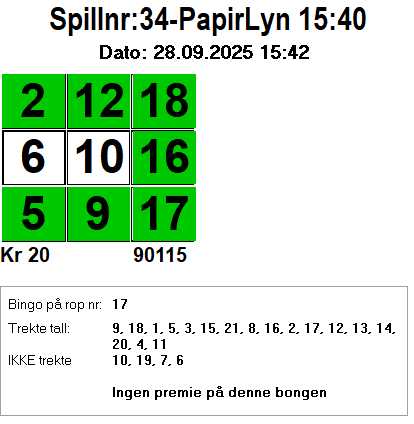 Spillnr:34-PapirLyn 15:40
Dato: 28.09.2025 15:42
2 12 18
6 10 16
5 9 17
Kr 20 90115
Bingo på rop nr: 17
Trekte tall: 9, 18, 1, 5, 3, 15, 21, 8, 16, 2, 17, 12, 13, 14,
20, 4, 11
IKKE trekte 10, 19, 7, 6
Ingen premie på denne bongen